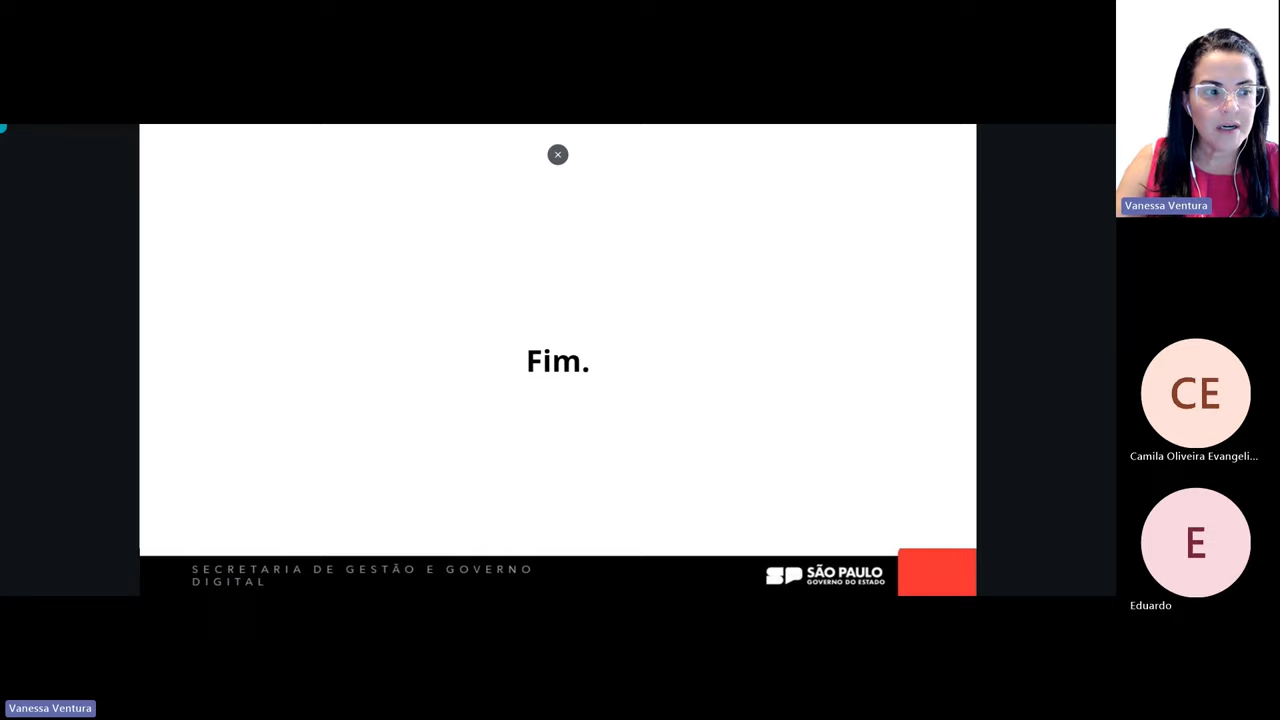 Fim.
SECRETARIA DE GESTÃO E GOVERNO
DIGITAL
SP SÃO PAULO
GOVERNO DO ESTADO
Vanessa Ventura
CE
Camila Oliveira Evangeli...
E
Eduardo
Vanessa Ventura